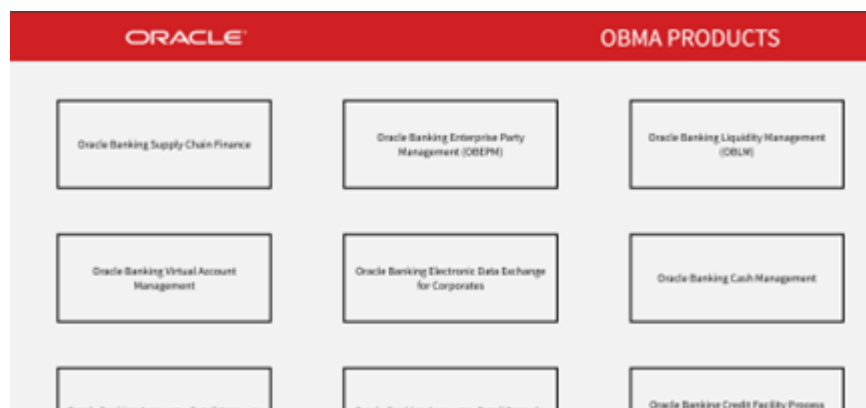 ORACLE
OBMA PRODUCTS
Oracle Banking Supply Chain Finance
Oracle Banking Enterprise Party
Management (OBEPM)
Oracle Banking Liquidity Management
(OBLM)
Oracle Banking Virtual Account
Management
Oracle Banking Electronic Data Exchange
for Corporates
Oracle Banking Cash Management
Oracle Banking Credit Facility Process